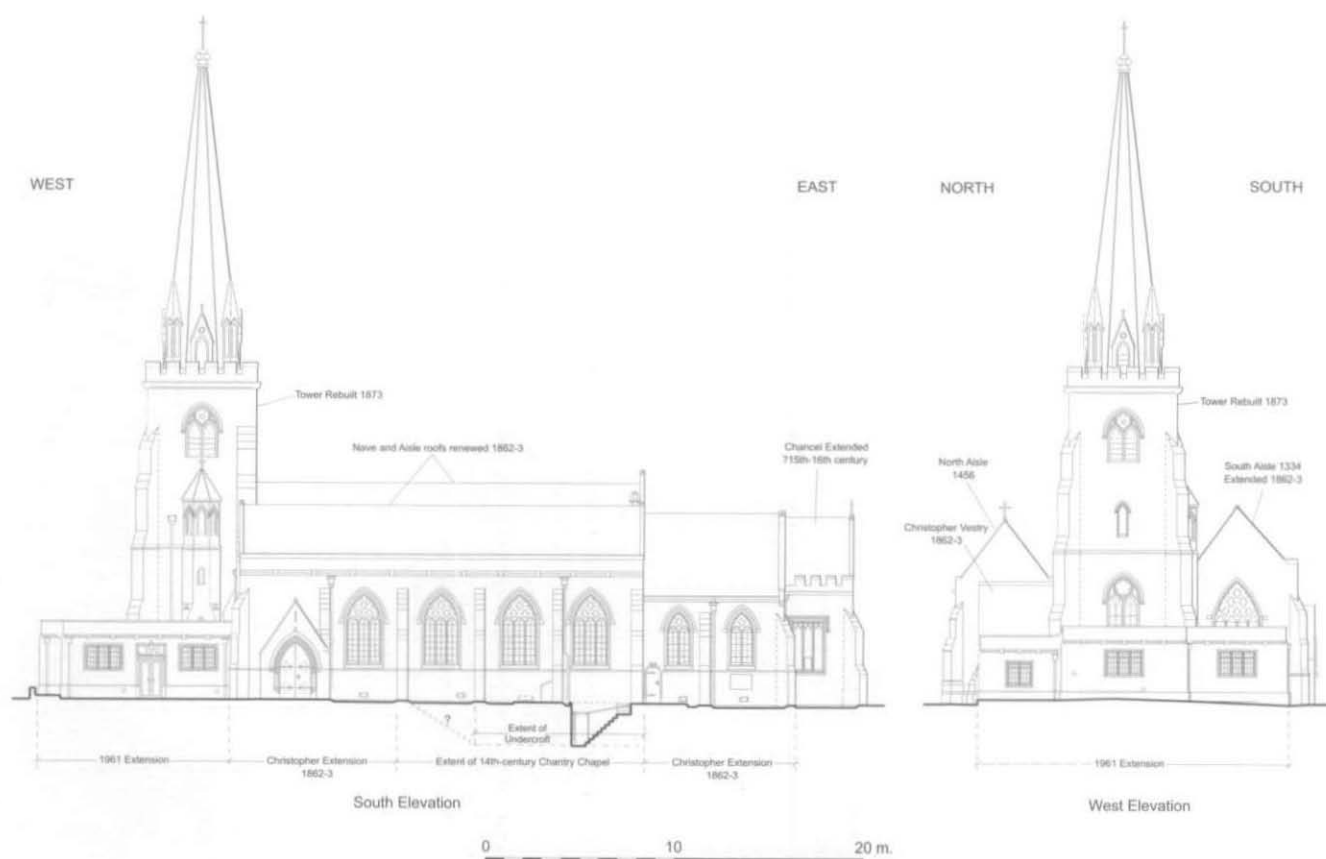 WEST
EAST
NORTH
SOUTH
Tower Rebuilt 1873
Nave and Aisle roofs renewed 1862-3
Chancel Extended
?15th-16th century
Tower Rebuilt 1873
North Aisle
1456
Christopher Vestry
1862-3
South Aisle 1334
Extended 1862-3
?
Extent of
Undercroft
1961 Extension
Christopher Extension
1862-3
Extent of 14th-century Chantry Chapel
Christopher Extension
1862-3
1961 Extension
South Elevation
West Elevation
0 10 20 m.